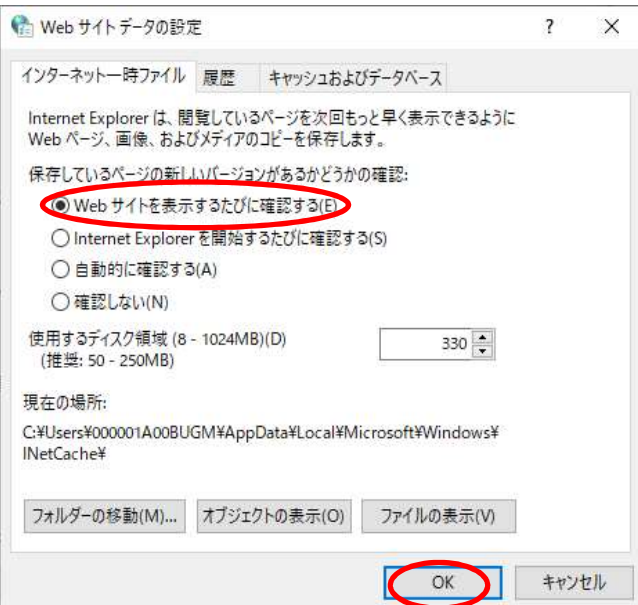 Web サイト データの設定
?
インターネット一時ファイル 履歴 キャッシュおよびデータベース
Internet Explorer は、閲覧しているページを次回もっと早く表示できるように
Web ページ、画像、およびメディアのコピーを保存します。
保存しているページの新しいバージョンがあるかどうかの確認:
Web サイトを表示するたびに確認する(E)
Internet Explorer を開始するたびに確認する(S)
自動的に確認する(A)
確認しない(N)
使用するディスク領域 (8 - 1024MB)(D) 330
(推奨: 50 - 250MB)
現在の場所:
C:¥Users¥000001A00BUGM¥AppData¥Local¥Microsoft¥Windows¥
INetCache¥
フォルダーの移動(M)... オブジェクトの表示(O) ファイルの表示(V)
OK キャンセル